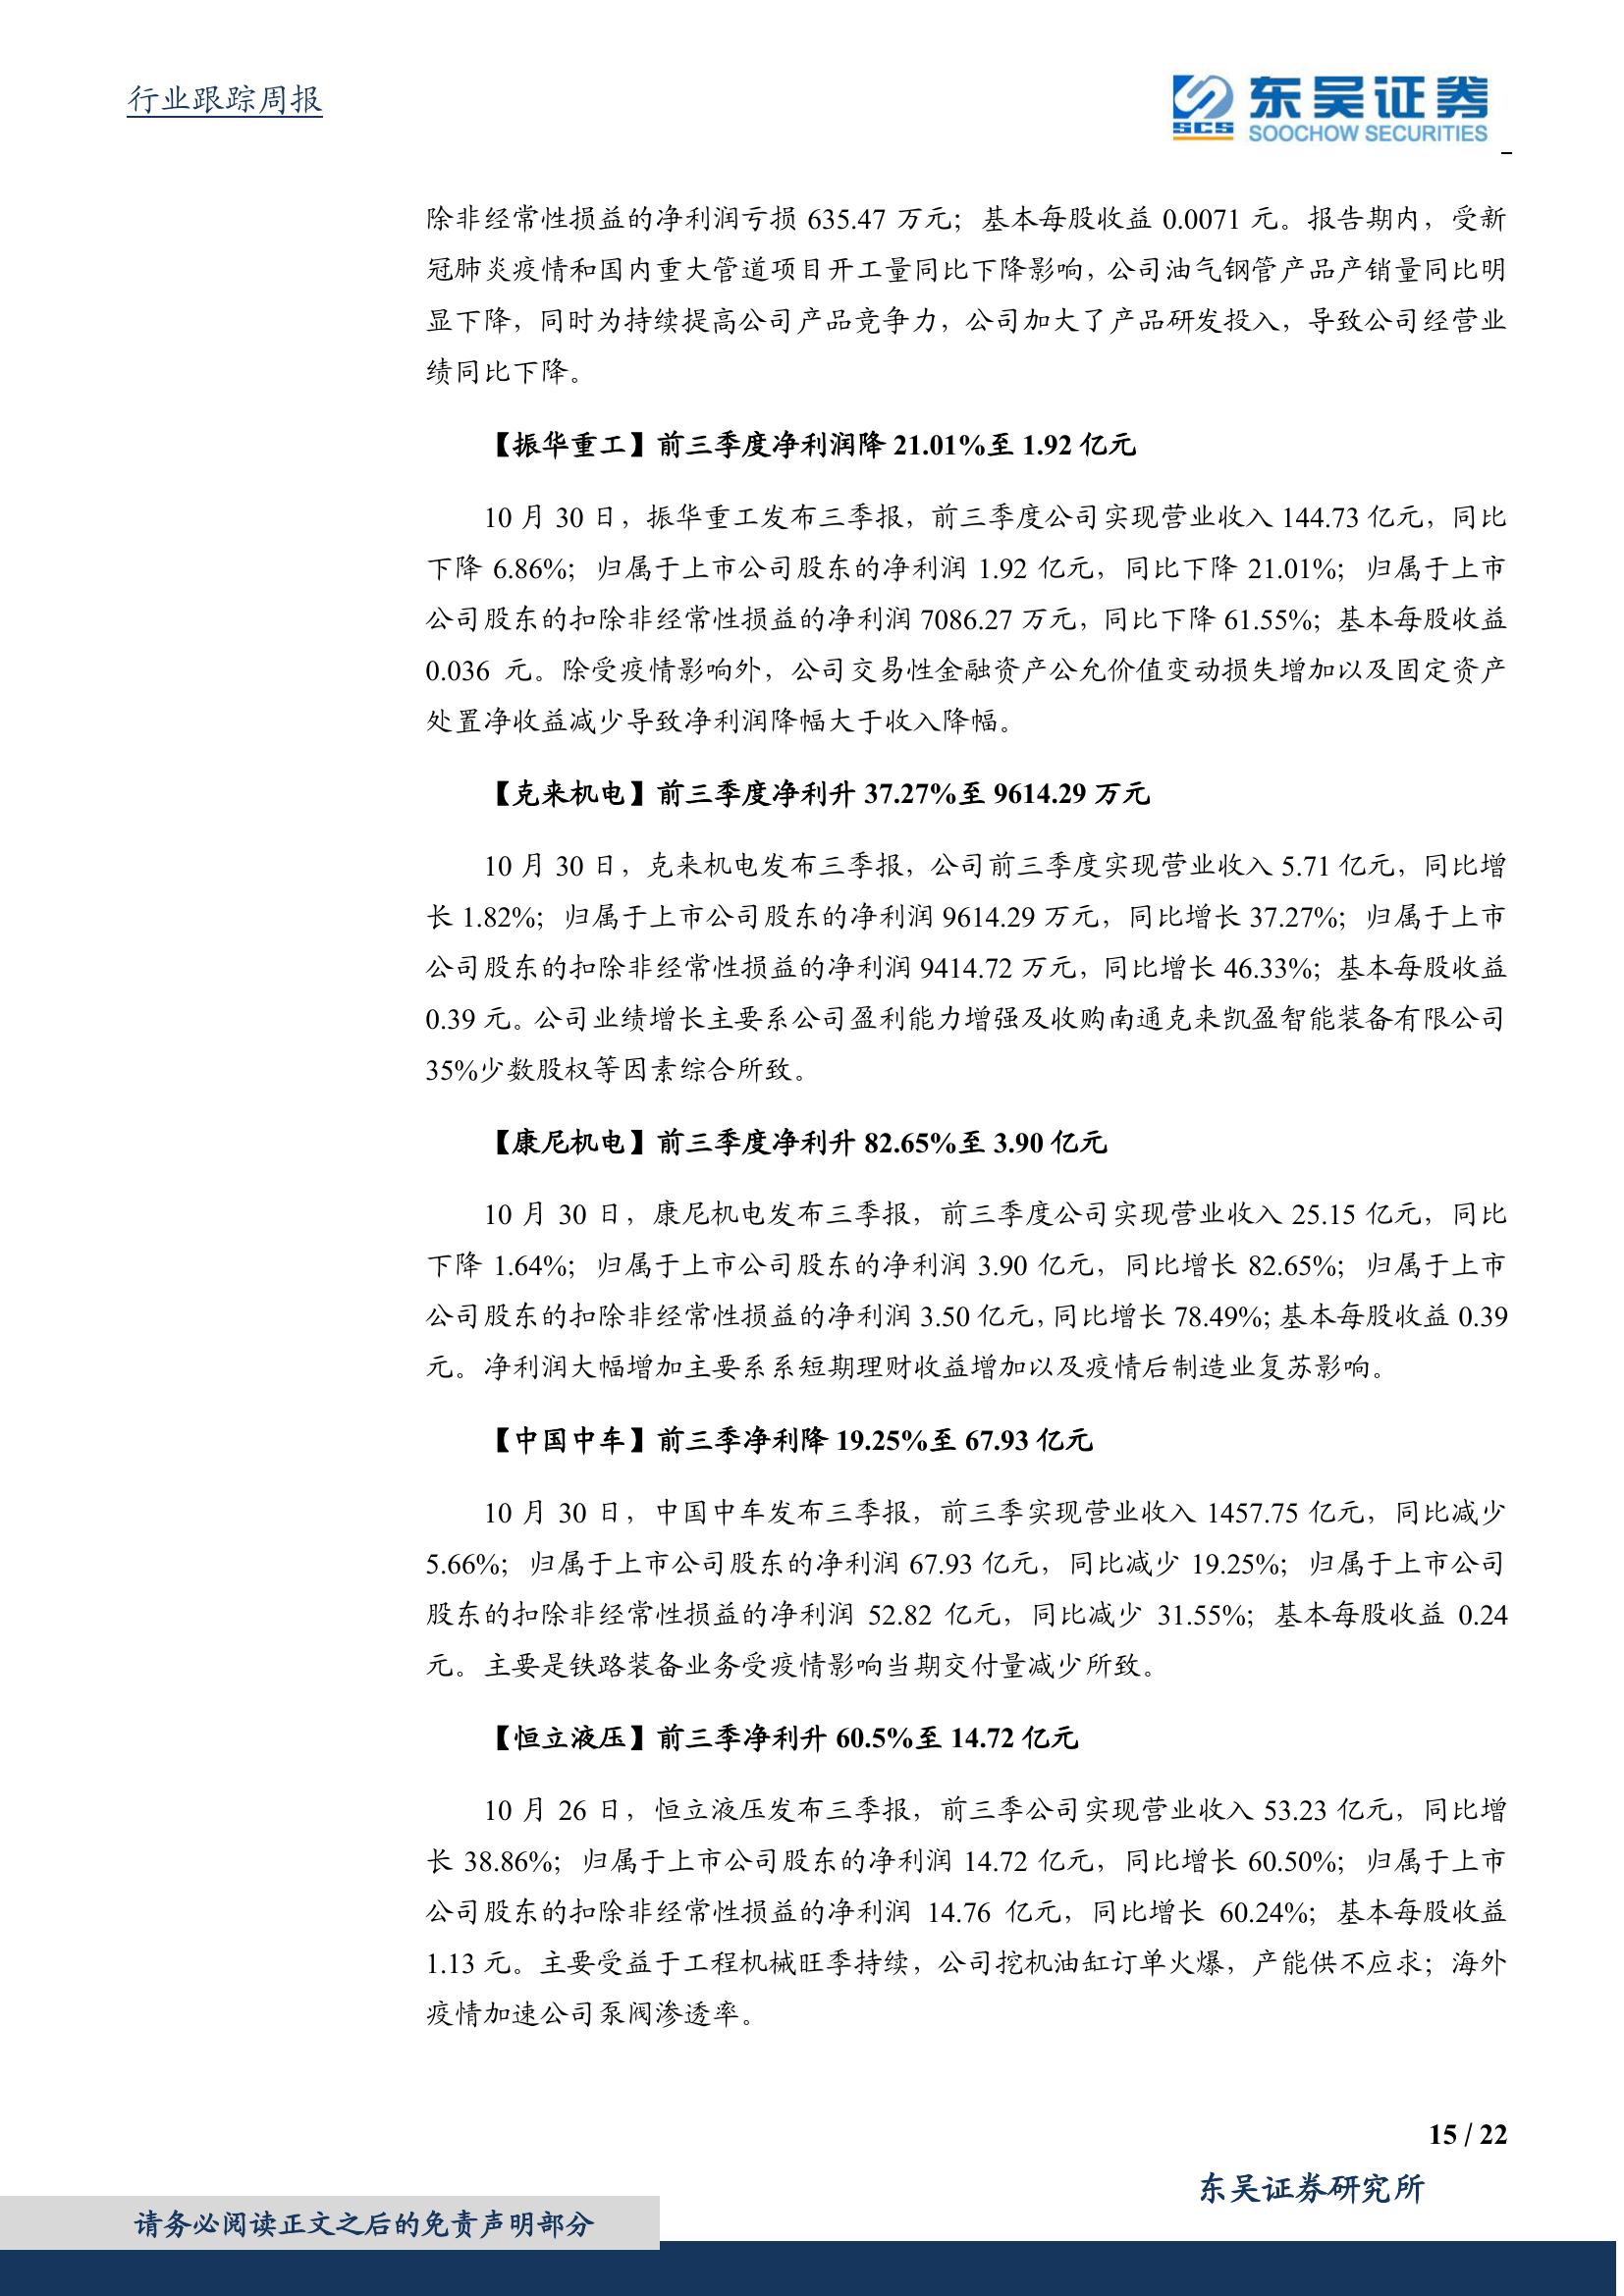 行业跟踪周报
SCS
东吴证券
SOOCHOW SECURITIES
除非经常性损益的净利润亏损 635.47 万元；基本每股收益 0.0071 元。报告期内，受新
冠肺炎疫情和国内重大管道项目开工量同比下降影响，公司油气钢管产品产销量同比明
显下降，同时为持续提高公司产品竞争力，公司加大了产品研发投入，导致公司经营业
绩同比下降。
【振华重工】前三季度净利润降 21.01%至 1.92 亿元
10 月 30 日，振华重工发布三季报，前三季度公司实现营业收入 144.73 亿元，同比
下降 6.86%；归属于上市公司股东的净利润 1.92 亿元，同比下降 21.01%；归属于上市
公司股东的扣除非经常性损益的净利润 7086.27 万元，同比下降 61.55%；基本每股收益
0.036 元。除受疫情影响外，公司交易性金融资产公允价值变动损失增加以及固定资产
处置净收益减少导致净利润降幅大于收入降幅。
【克来机电】前三季度净利升 37.27%至 9614.29 万元
10 月 30 日，克来机电发布三季报，公司前三季度实现营业收入 5.71 亿元，同比增
长 1.82%；归属于上市公司股东的净利润 9614.29 万元，同比增长 37.27%；归属于上市
公司股东的扣除非经常性损益的净利润 9414.72 万元，同比增长 46.33%；基本每股收益
0.39 元。公司业绩增长主要系公司盈利能力增强及收购南通克来凯盈智能装备有限公司
35%少数股权等因素综合所致。
【康尼机电】前三季度净利升 82.65%至 3.90 亿元
10 月 30 日，康尼机电发布三季报，前三季度公司实现营业收入 25.15 亿元，同比
下降 1.64%；归属于上市公司股东的净利润 3.90 亿元，同比增长 82.65%；归属于上市
公司股东的扣除非经常性损益的净利润 3.50 亿元，同比增长 78.49%；基本每股收益 0.39
元。净利润大幅增加主要系系短期理财收益增加以及疫情后制造业复苏影响。
【中国中车】前三季净利降 19.25%至 67.93 亿元
10 月 30 日，中国中车发布三季报，前三季实现营业收入 1457.75 亿元，同比减少
5.66%；归属于上市公司股东的净利润 67.93 亿元，同比减少 19.25%；归属于上市公司
股东的扣除非经常性损益的净利润 52.82 亿元，同比减少 31.55%；基本每股收益 0.24
元。主要是铁路装备业务受疫情影响当期交付量减少所致。
【恒立液压】前三季净利升 60.5%至 14.72 亿元
10 月 26 日，恒立液压发布三季报，前三季公司实现营业收入 53.23 亿元，同比增
长 38.86%；归属于上市公司股东的净利润 14.72 亿元，同比增长 60.50%；归属于上市
公司股东的扣除非经常性损益的净利润 14.76 亿元，同比增长 60.24%；基本每股收益
1.13 元。主要受益于工程机械旺季持续，公司挖机油缸订单火爆，产能供不应求；海外
疫情加速公司泵阀渗透率。
15 / 22
东吴证券研究所
请务必阅读正文之后的免责声明部分